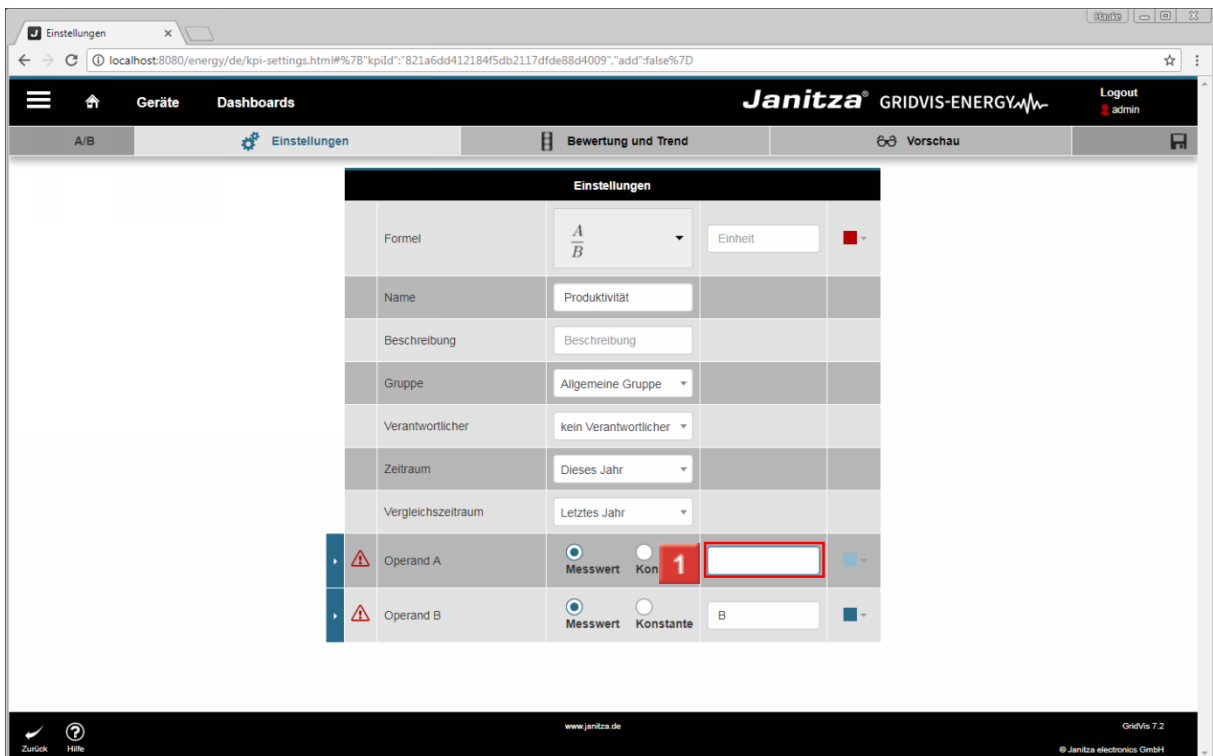 Hauke
Einstellungen
localhost:8080/energy/de/kpi-settings.html#%7B"kpiId":"821a6dd412184f5db2117dfde88d4009","add":false%7D
Geräte Dashboards Janitza® GRIDVIS-ENERGY Logout
admin
A/B Einstellungen Bewertung und Trend Vorschau
Einstellungen
Formel A/B Einheit
Name Produktivität
Beschreibung Beschreibung
Gruppe Allgemeine Gruppe
Verantwortlicher kein Verantwortlicher
Zeitraum Dieses Jahr
Vergleichszeitraum Letztes Jahr
Operand A Messwert Kon 1
Operand B Messwert Konstante B
www.janitza.de GridVis 7.2
Zurück Hilfe © Janitza electronics GmbH